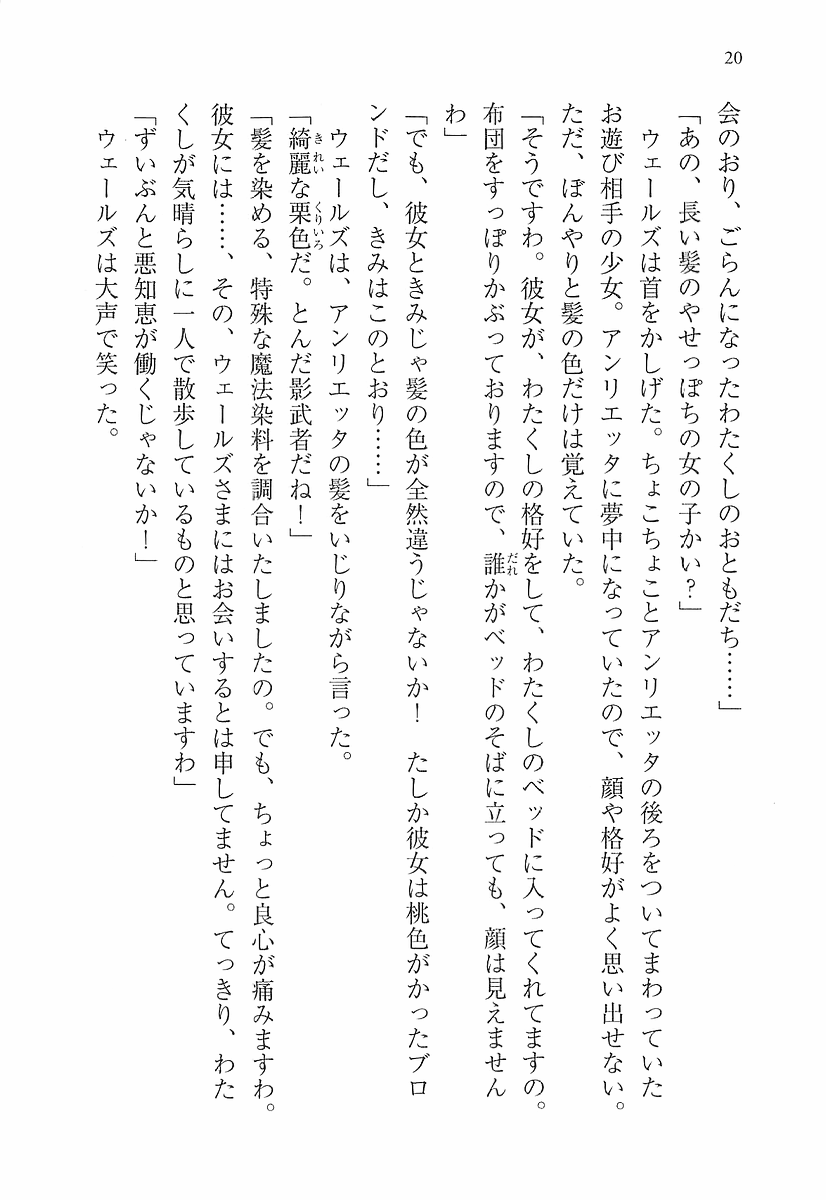 20
会のおり、ごらんになったわたくしのおともだち……」
「あの、長い髪のやせっぽちの女の子かい？」
　ウェールズは首をかしげた。ちょこちょことアンリエッタの後ろをついてまわっていた
お遊び相手の少女。アンリエッタに夢中になっていたので、顔や格好がよく思い出せない。
ただ、ぼんやりと髪の色だけは覚えていた。
「そうですわ。彼女が、わたくしの格好をして、わたくしのベッドに入ってくれてますの。
布団をすっぽりかぶっておりますので、誰かがベッドのそばに立っても、顔は見えません
わ」
「でも、彼女ときみじゃ髪の色が全然違うじゃないか！　たしか彼女は桃色がかったブロ
ンドだし、きみはこのとおり……」
　ウェールズは、アンリエッタの髪をいじりながら言った。
「綺麗な栗色だ。とんだ影武者だね！」
「髪を染める、特殊な魔法染料を調合いたしましたの。でも、ちょっと良心が痛みますわ。
彼女には……、その、ウェールズさまにはお会いするとは申してません。てっきり、わた
くしが気晴らしに一人で散歩しているものと思っていますわ」
「ずいぶんと悪知恵が働くじゃないか！」
　ウェールズは大声で笑った。